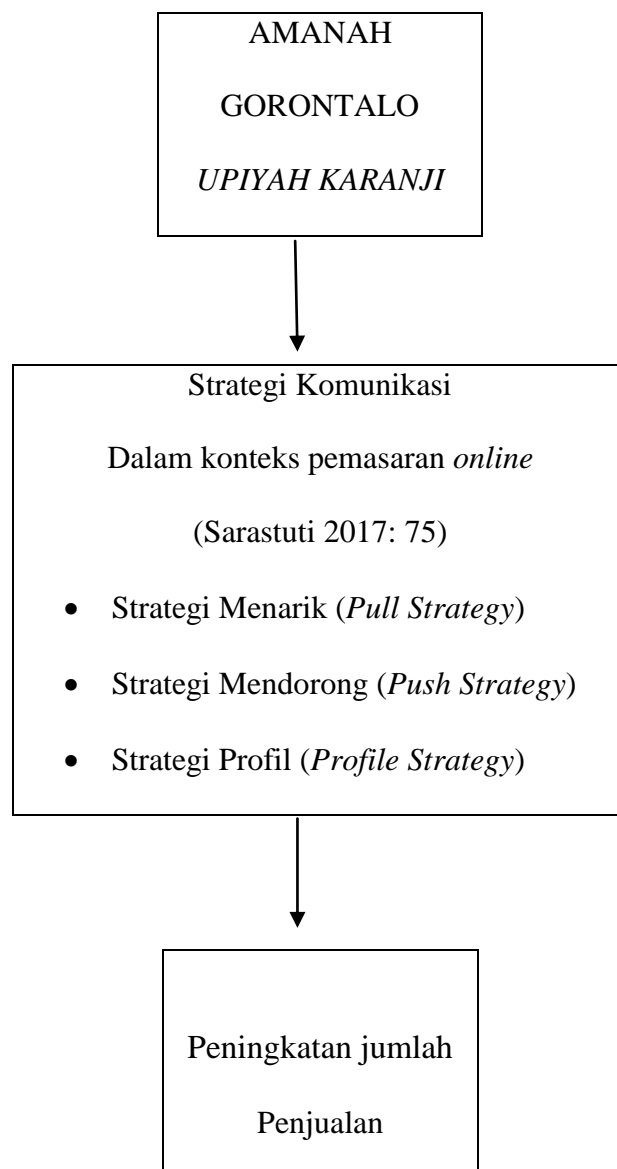 AMANAH
GORONTALO
UPIYAH KARANJI
Strategi Komunikasi
Dalam konteks pemasaran online
(Sarastuti 2017: 75)
• Strategi Menarik (Pull Strategy)
• Strategi Mendorong (Push Strategy)
• Strategi Profil (Profile Strategy)
Peningkatan jumlah
Penjualan